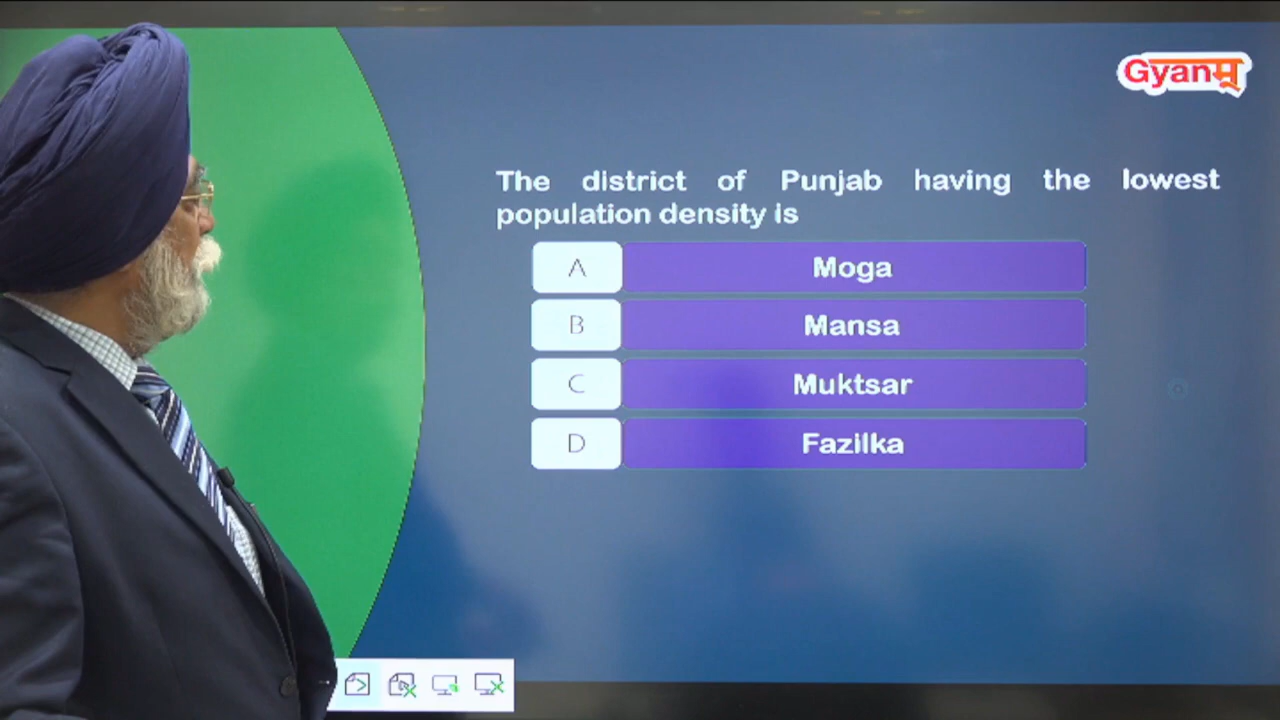 Gyanम्
The district of Punjab having the lowest
population density is
A Moga
B Mansa
C Muktsar
D Fazilka